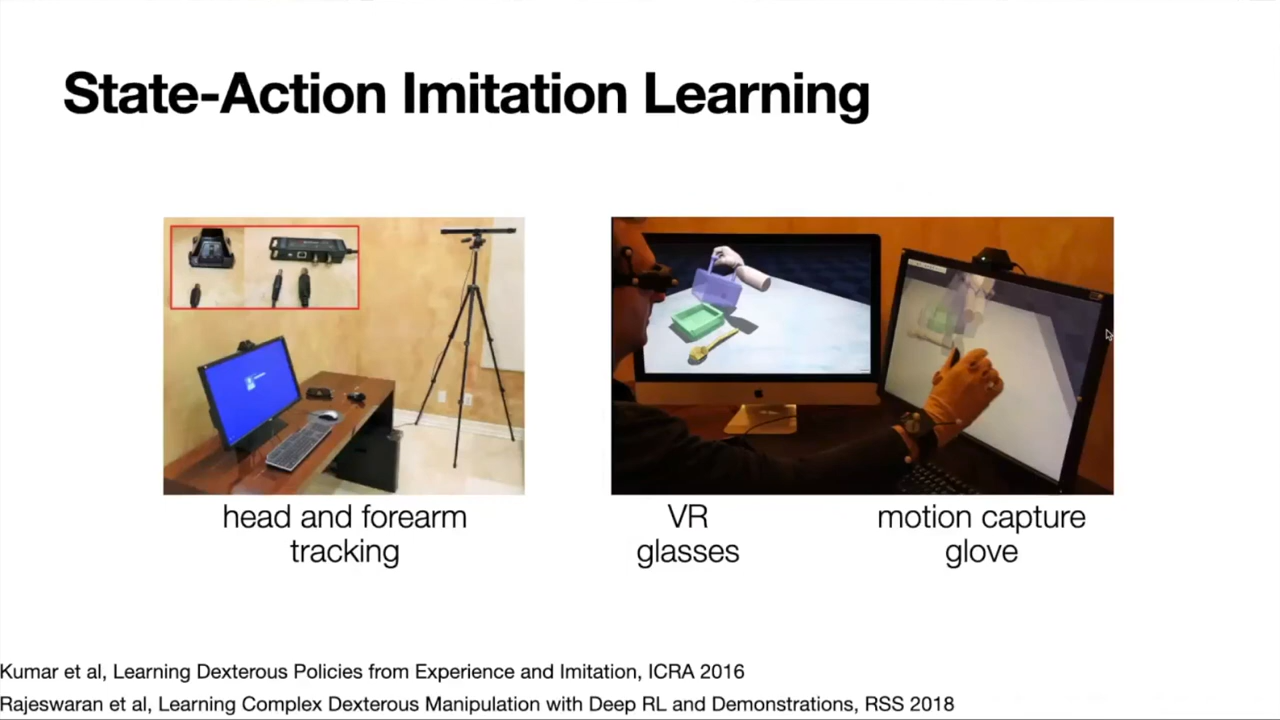 State-Action Imitation Learning
head and forearm
tracking
VR
glasses
motion capture
glove
Kumar et al, Learning Dexterous Policies from Experience and Imitation, ICRA 2016
Rajeswaran et al, Learning Complex Dexterous Manipulation with Deep RL and Demonstrations, RSS 2018